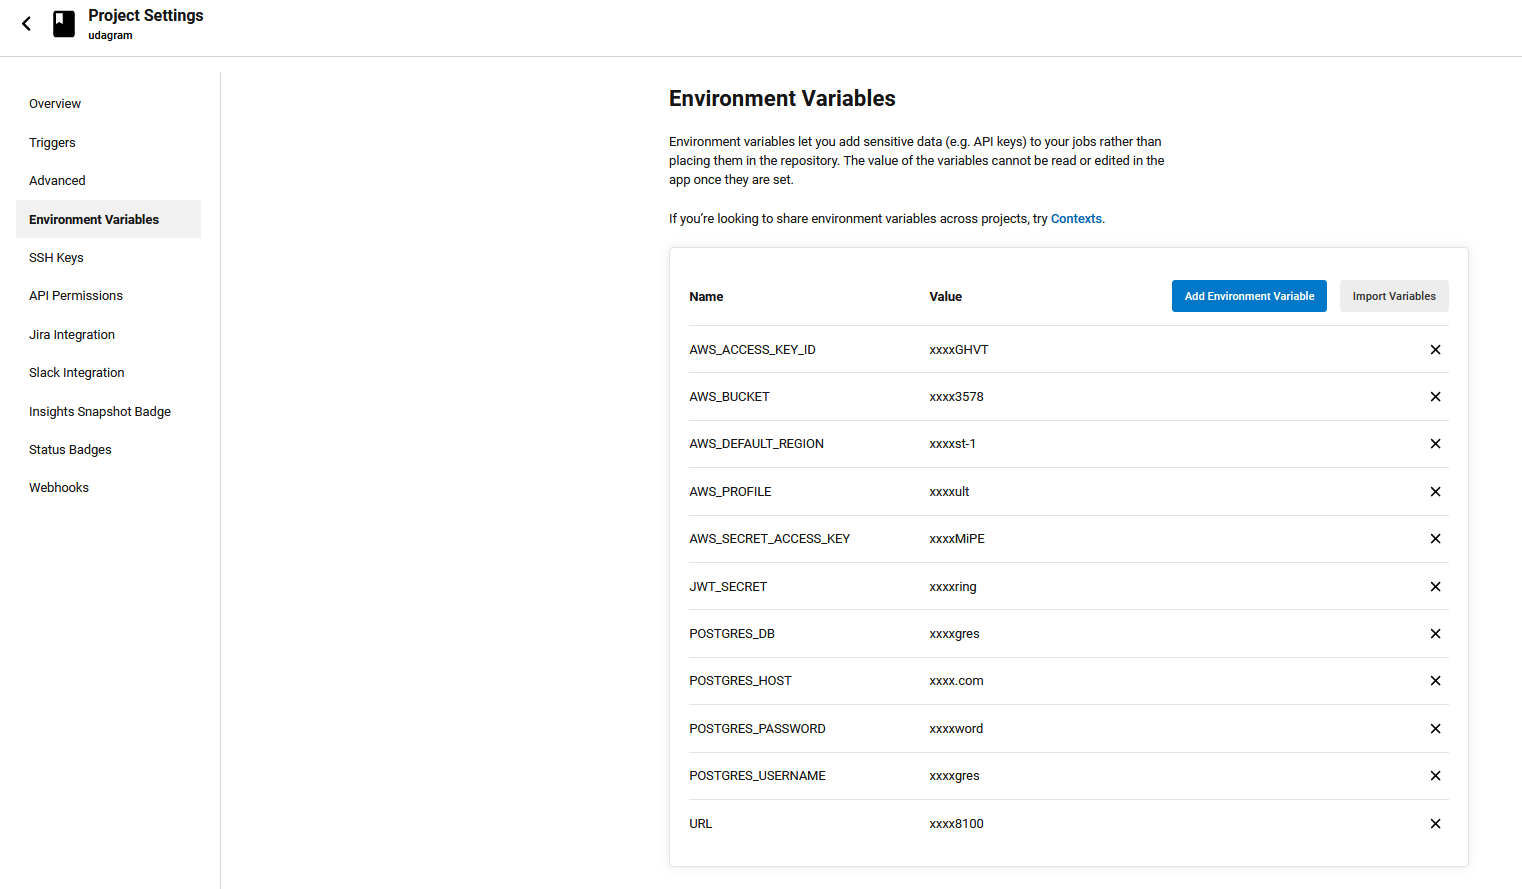 Project Settings
udagram
Overview
Triggers
Advanced
Environment Variables
SSH Keys
API Permissions
Jira Integration
Slack Integration
Insights Snapshot Badge
Status Badges
Webhooks
Environment Variables
Environment variables let you add sensitive data (e.g. API keys) to your jobs rather than
placing them in the repository. The value of the variables cannot be read or edited in the
app once they are set.
If you're looking to share environment variables across projects, try Contexts.
Name Value Add Environment Variable Import Variables
AWS_ACCESS_KEY_ID xxxxGHVT
AWS_BUCKET xxxx3578
AWS_DEFAULT_REGION xxxxst-1
AWS_PROFILE xxxxult
AWS_SECRET_ACCESS_KEY xxxxMiPE
JWT_SECRET xxxxring
POSTGRES_DB xxxxgres
POSTGRES_HOST xxxx.com
POSTGRES_PASSWORD xxxxword
POSTGRES_USERNAME xxxxgres
URL xxxx8100